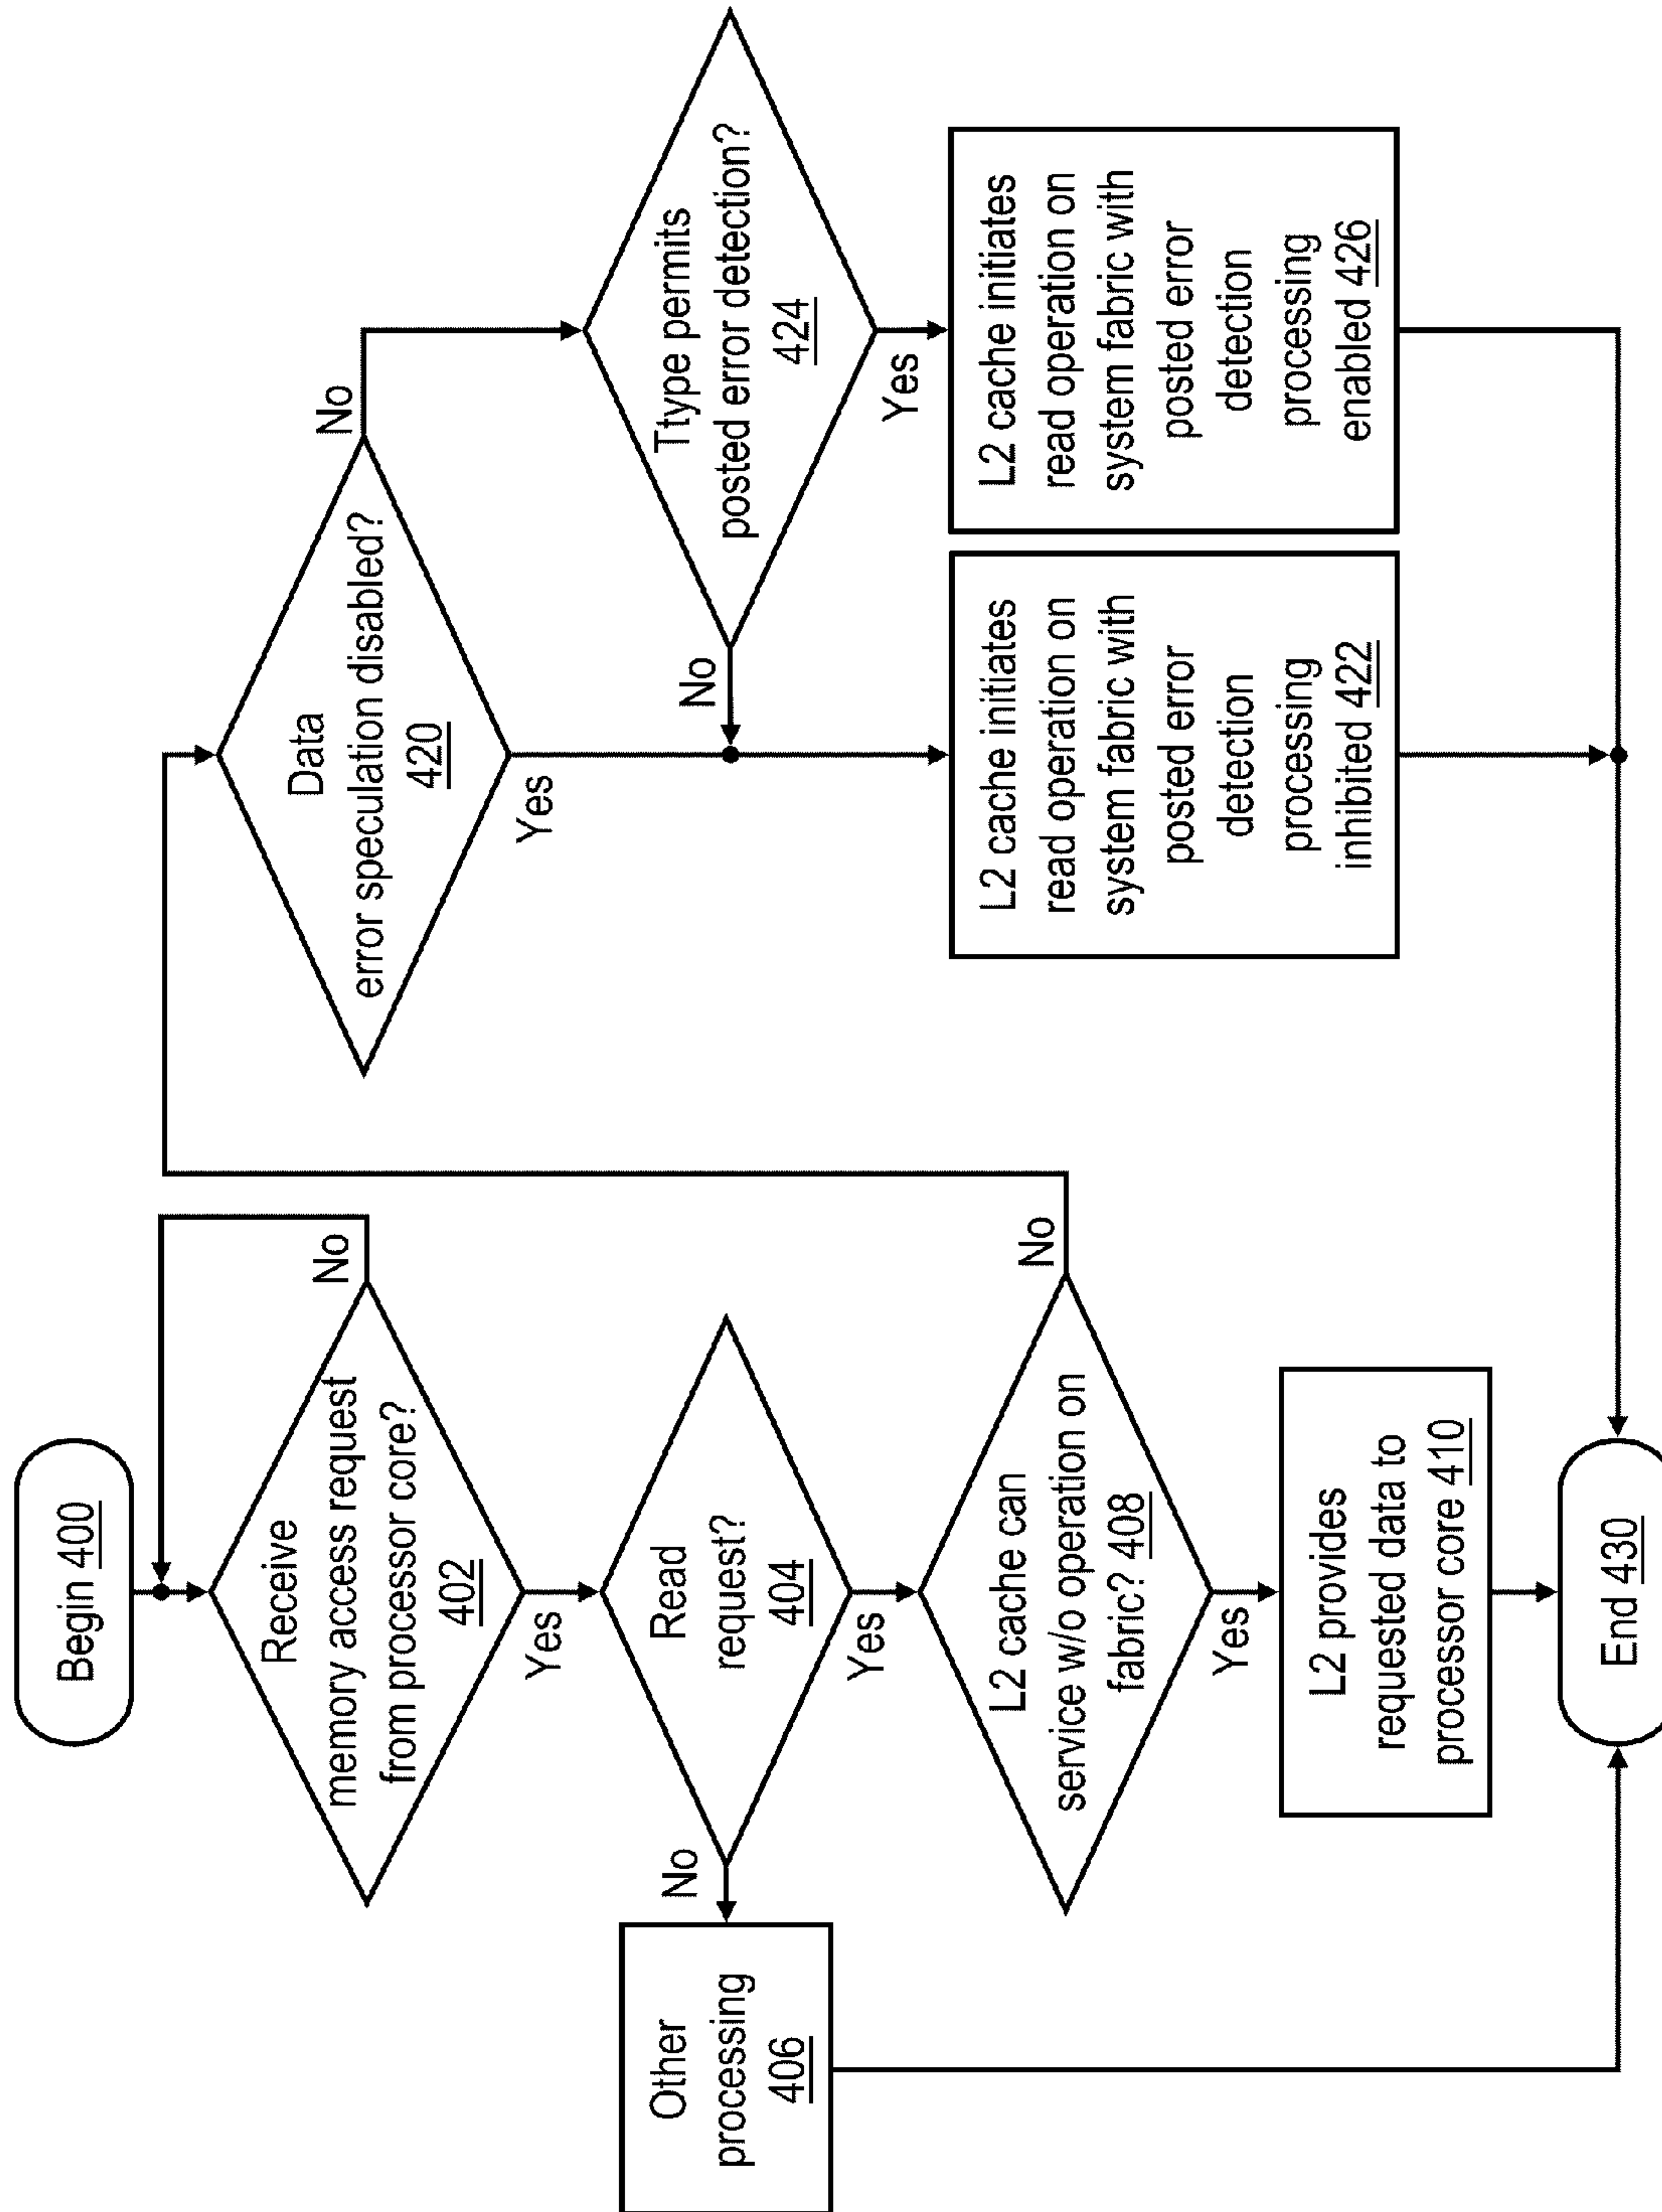 Begin 400
Receive
memory access request
from processor core?
402
No
Yes
Read
request?
404
No
Other
processing
406
Yes
L2 cache can
service w/o operation on
fabric? 408
No
Yes
L2 provides
requested data to
processor core 410
Data
error speculation disabled?
420
No
Yes
Ttype permits
posted error detection?
424
No
Yes
L2 cache initiates
read operation on
system fabric with
posted error
detection
processing
inhibited 422
L2 cache initiates
read operation on
system fabric with
posted error
detection
processing
enabled 426
End 430